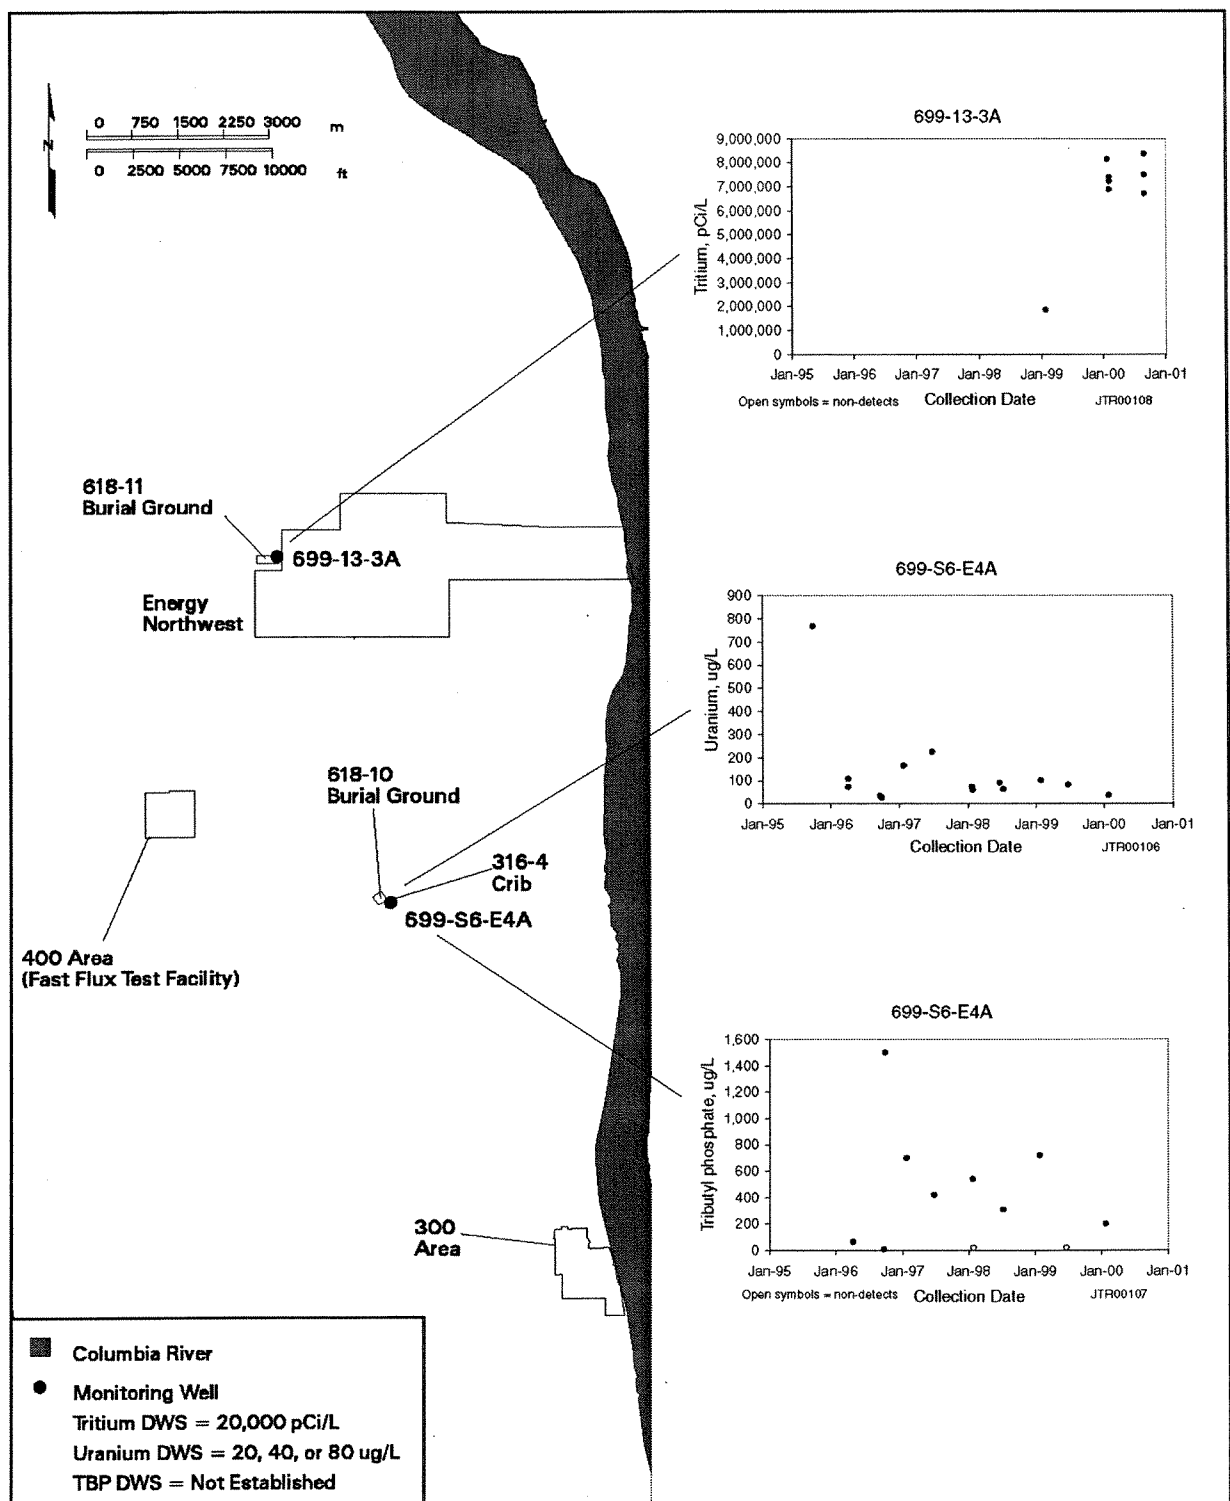 0 750 1500 2250 3000 m
N
0 2500 5000 7500 10000 ft
699-13-3A
9,000,000
8,000,000
7,000,000
6,000,000
5,000,000
4,000,000
3,000,000
2,000,000
1,000,000
0
Tritium, pCi/L
Jan-95 Jan-96 Jan-97 Jan-98 Jan-99 Jan-00 Jan-01
Open symbols = non-detects Collection Date JTR00108
618-11
Burial Ground
699-13-3A
Energy
Northwest
699-S6-E4A
900
800
700
600
500
400
300
200
100
0
Uranium, ug/L
Jan-95 Jan-96 Jan-97 Jan-98 Jan-99 Jan-00 Jan-01
Collection Date JTR00106
618-10
Burial Ground
316-4
Crib
699-S6-E4A
400 Area
(Fast Flux Test Facility)
699-S6-E4A
1,600
1,400
1,200
1,000
800
600
400
200
0
Tributyl phosphate, ug/L
Jan-95 Jan-96 Jan-97 Jan-98 Jan-99 Jan-00 Jan-01
Open symbols = non-detects Collection Date JTR00107
300
Area
Columbia River
Monitoring Well
Tritium DWS = 20,000 pCi/L
Uranium DWS = 20, 40, or 80 ug/L
TBP DWS = Not Established